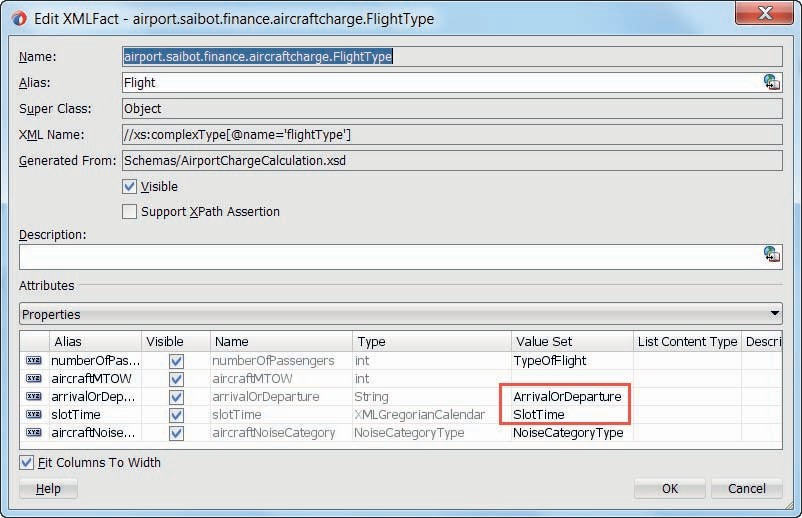 Edit XMLFact - airport.saibot.finance.aircraftcharge.FlightType
Name: airport.saibot.finance.aircraftcharge.FlightType
Alias: Flight
Super Class: Object
XML Name: //xs:complexType[@name='flightType']
Generated From: Schemas/AirportChargeCalculation.xsd
Visible
Support XPath Assertion
Description:
Attributes
Properties
Alias Visible Name Type Value Set List Content Type Descri
xyz numberOfPas... numberOfPassengers int TypeOfFlight
xyz aircraftMTOW aircraftMTOW int
xyz arrivalOrDep... arrivalOrDeparture String ArrivalOrDeparture
xyz slotTime slotTime XMLGregorianCalendar SlotTime
xyz aircraftNoise... aircraftNoiseCategory NoiseCategoryType NoiseCategoryType
Fit Columns To Width
Help OK Cancel